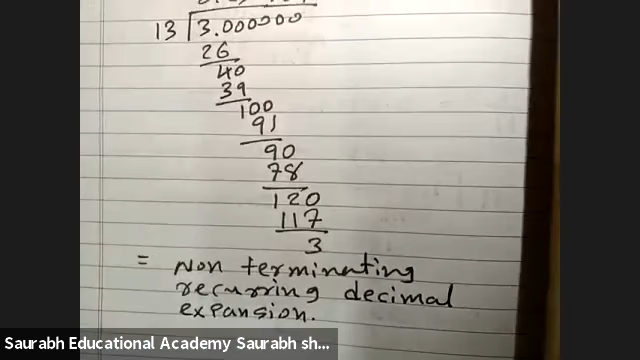 13 3.000000
26
40
39
100
91
90
78
120
117
3
= Non terminating
recurring decimal
expansion.
Saurabh Educational Academy Saurabh sh...